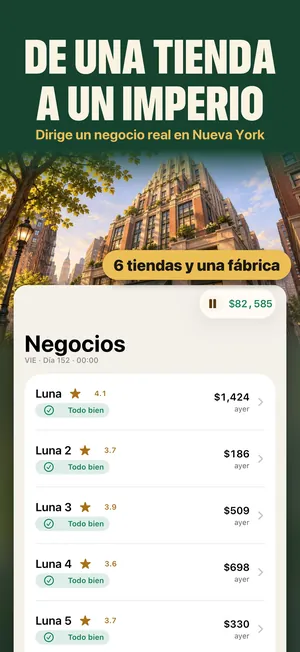 DE UNA TIENDA
A UN IMPERIO
Dirige un negocio real en Nueva York
6 tiendas y una fábrica
$82,585
Negocios
VIE · Día 152 · 00:00
Luna 4.1
$1,424
Todo bien
ayer
Luna 2 3.7
$186
Todo bien
ayer
Luna 3 3.9
$509
Todo bien
ayer
Luna 4 3.6
$698
Todo bien
ayer
Luna 5 3.7
$330
Todo bien
ayer